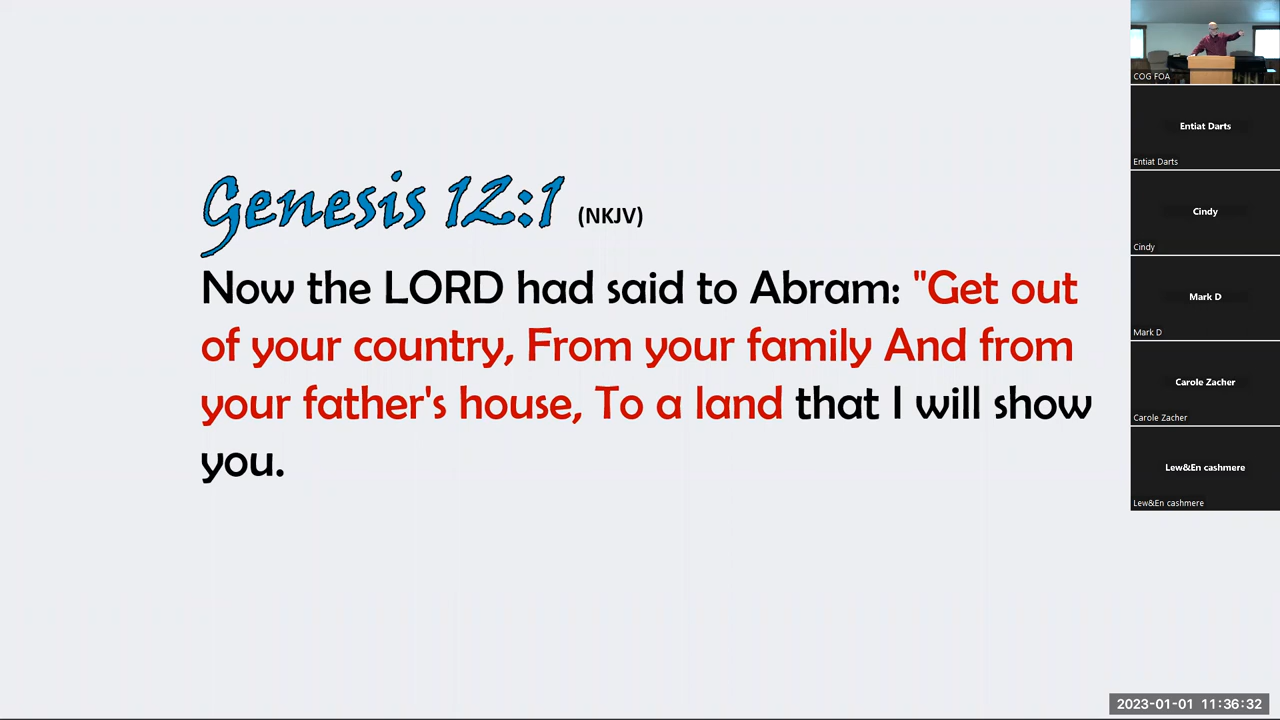 Genesis 12:1 (NKJV)
Now the LORD had said to Abram: "Get out
of your country, From your family And from
your father's house, To a land that I will show
you.
COG FOA
Entiat Darts
Entiat Darts
Cindy
Cindy
Mark D
Mark D
Carole Zacher
Carole Zacher
Lew&En cashmere
Lew&En cashmere
2023-01-01 11:36:32